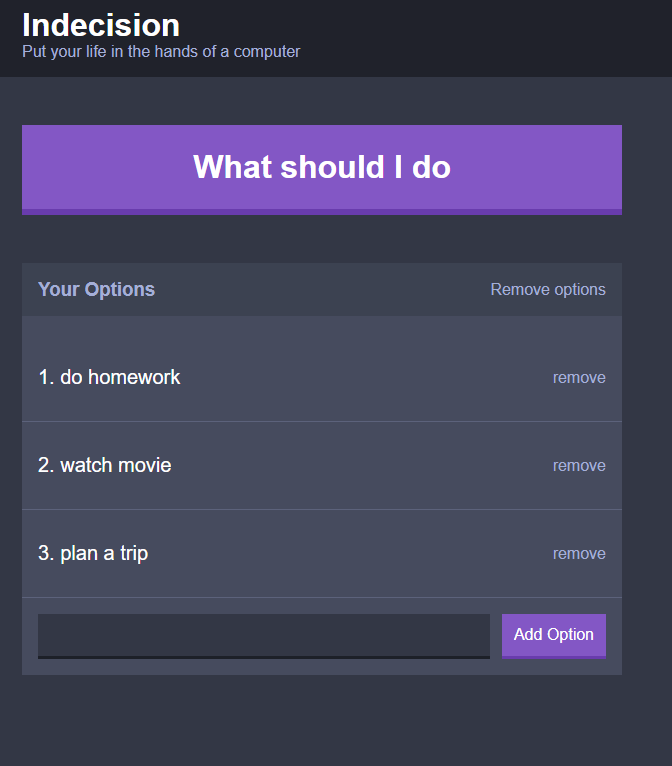 Indecision
Put your life in the hands of a computer
What should I do
Your Options
Remove options
1. do homework
remove
2. watch movie
remove
3. plan a trip
remove
Add Option